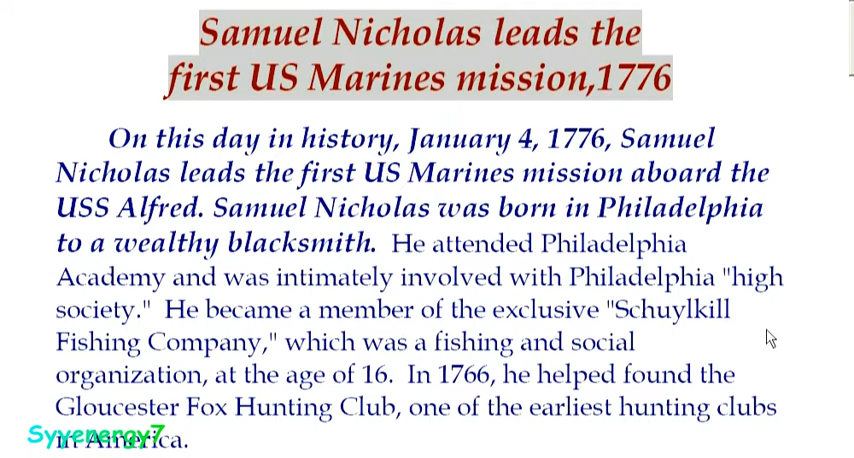 Samuel Nicholas leads the
first US Marines mission,1776
On this day in history, January 4, 1776, Samuel
Nicholas leads the first US Marines mission aboard the
USS Alfred. Samuel Nicholas was born in Philadelphia
to a wealthy blacksmith. He attended Philadelphia
Academy and was intimately involved with Philadelphia "high
society." He became a member of the exclusive "Schuylkill
Fishing Company," which was a fishing and social
organization, at the age of 16. In 1766, he helped found the
Gloucester Fox Hunting Club, one of the earliest hunting clubs
in America.
Syvenergy7